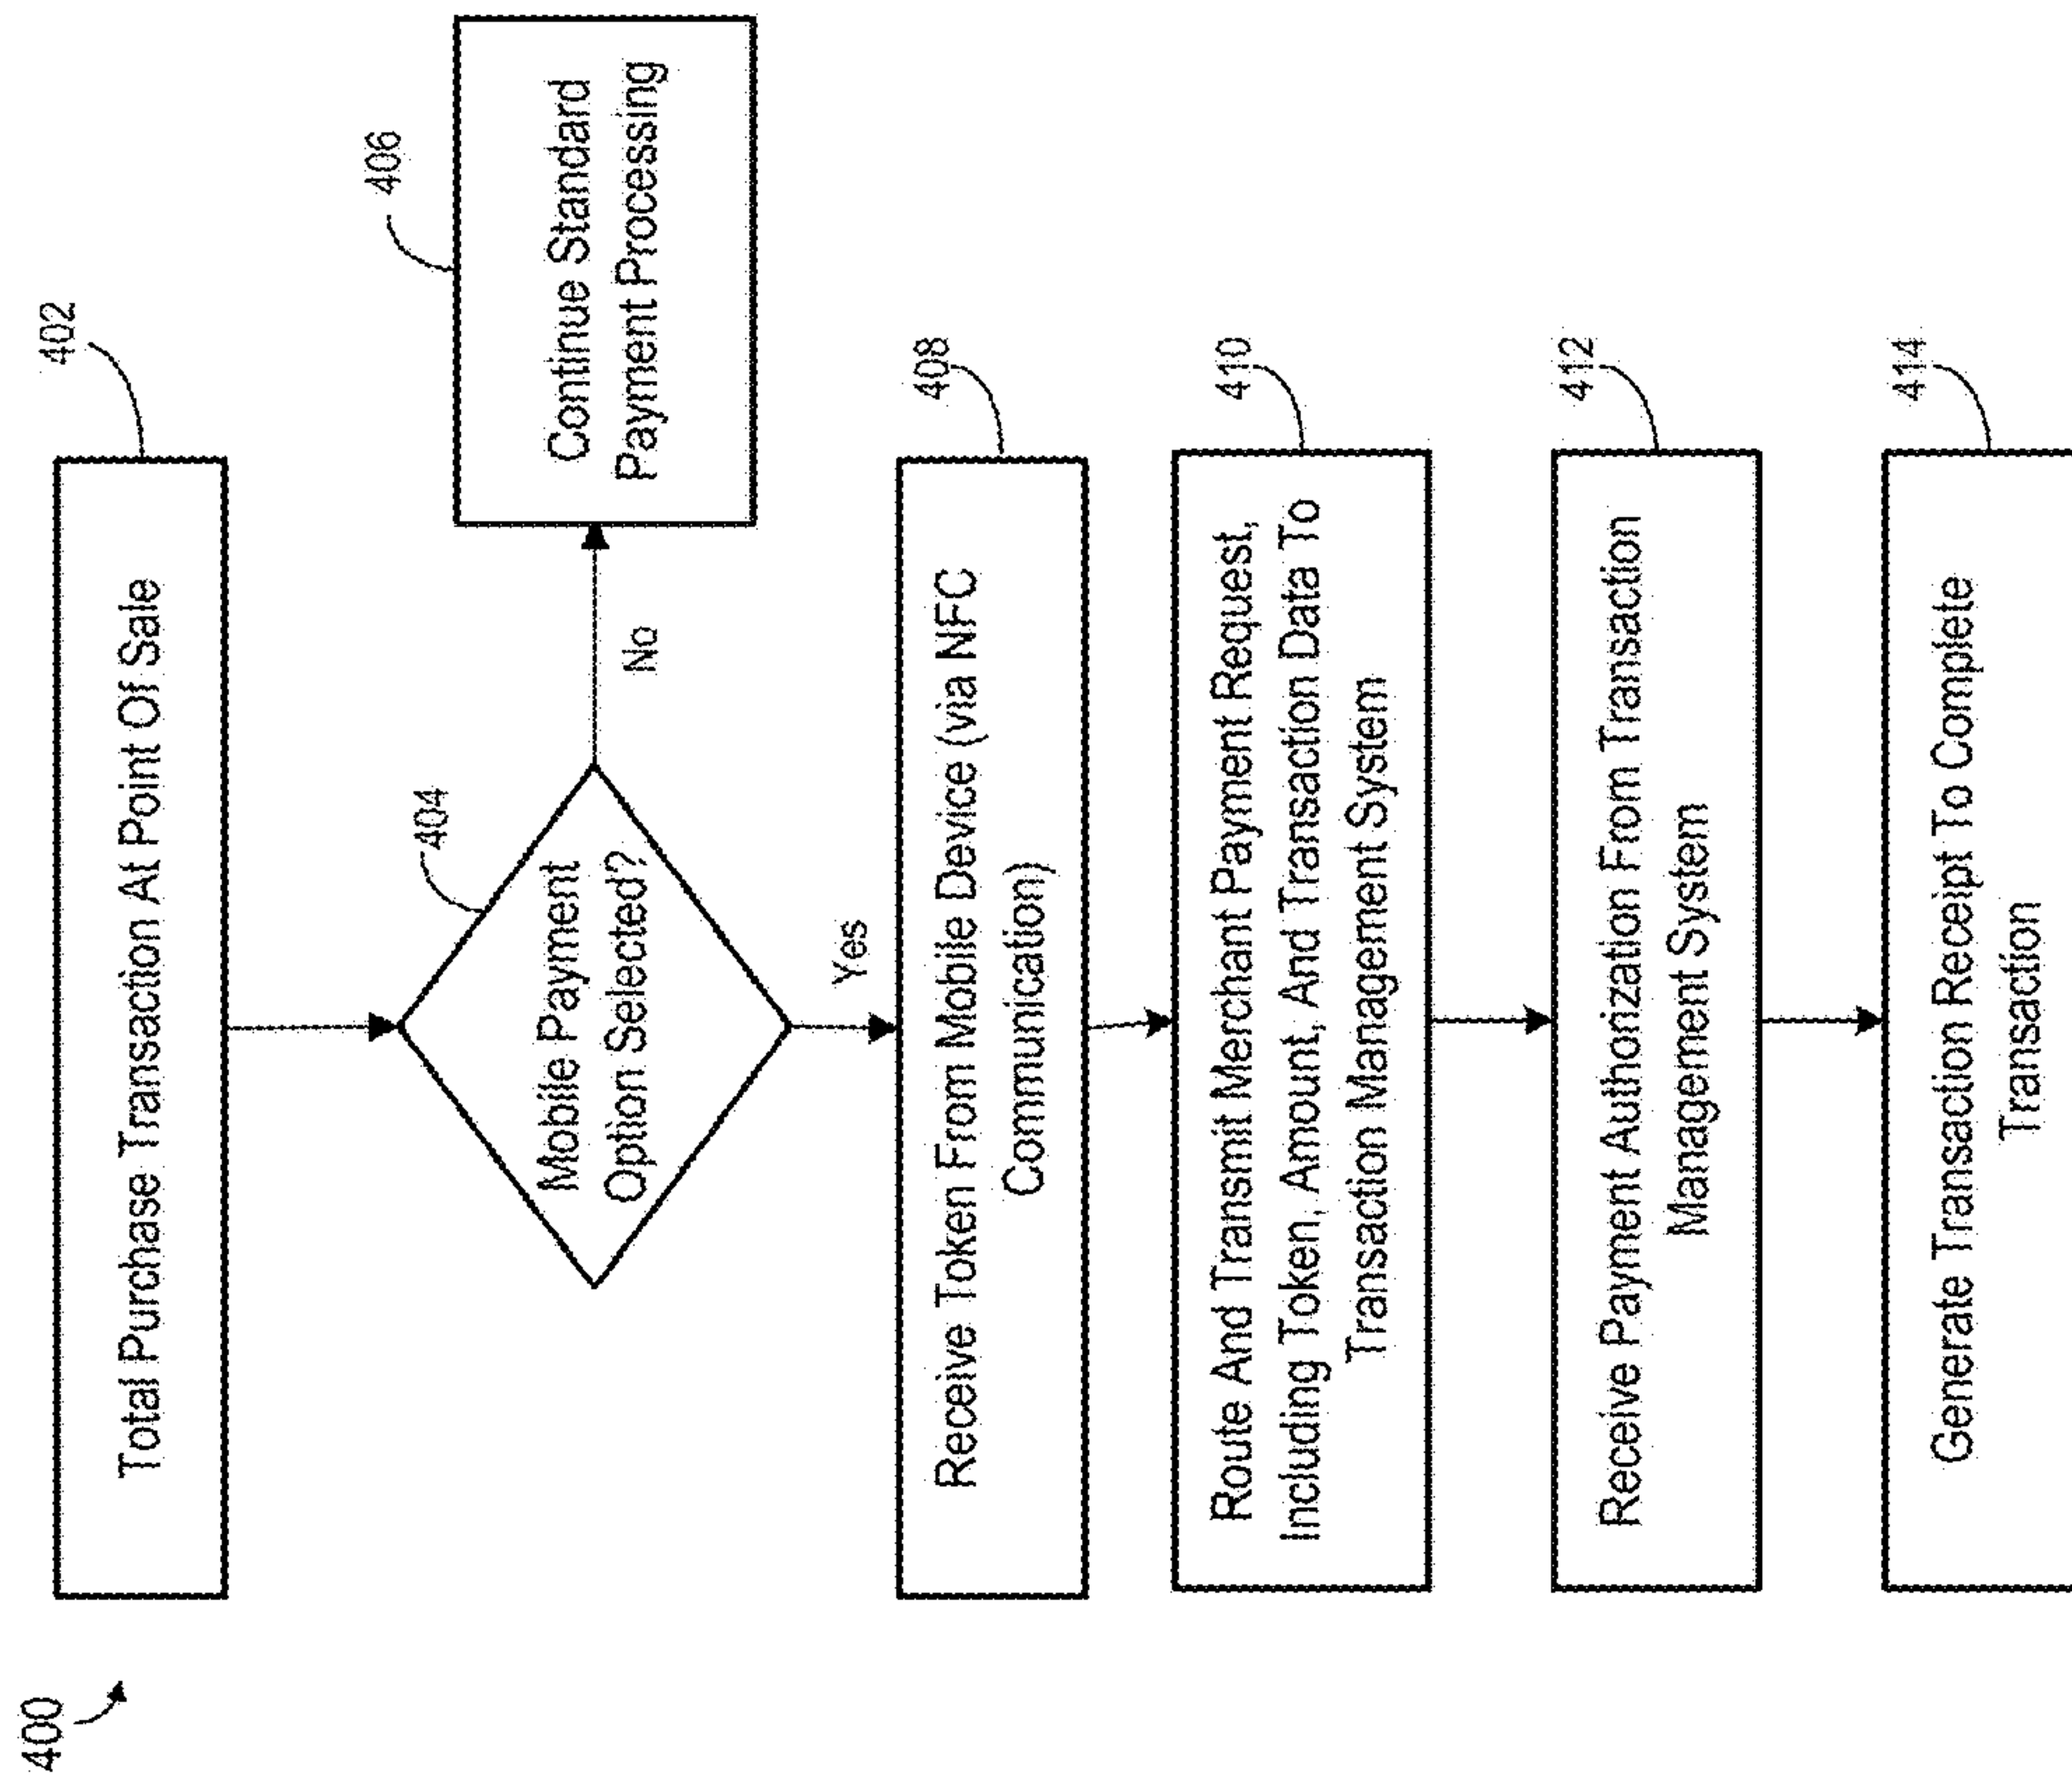 400
402
Total Purchase Transaction At Point Of Sale
404
Mobile Payment
Option Selected?
No
406
Continue Standard
Payment Processing
Yes
408
Receive Token From Mobile Device (via NFC
Communication)
410
Route And Transmit Merchant Payment Request,
Including Token, Amount, And Transaction Data To
Transaction Management System
412
Receive Payment Authorization From Transaction
Management System
414
Generate Transaction Receipt To Complete
Transaction